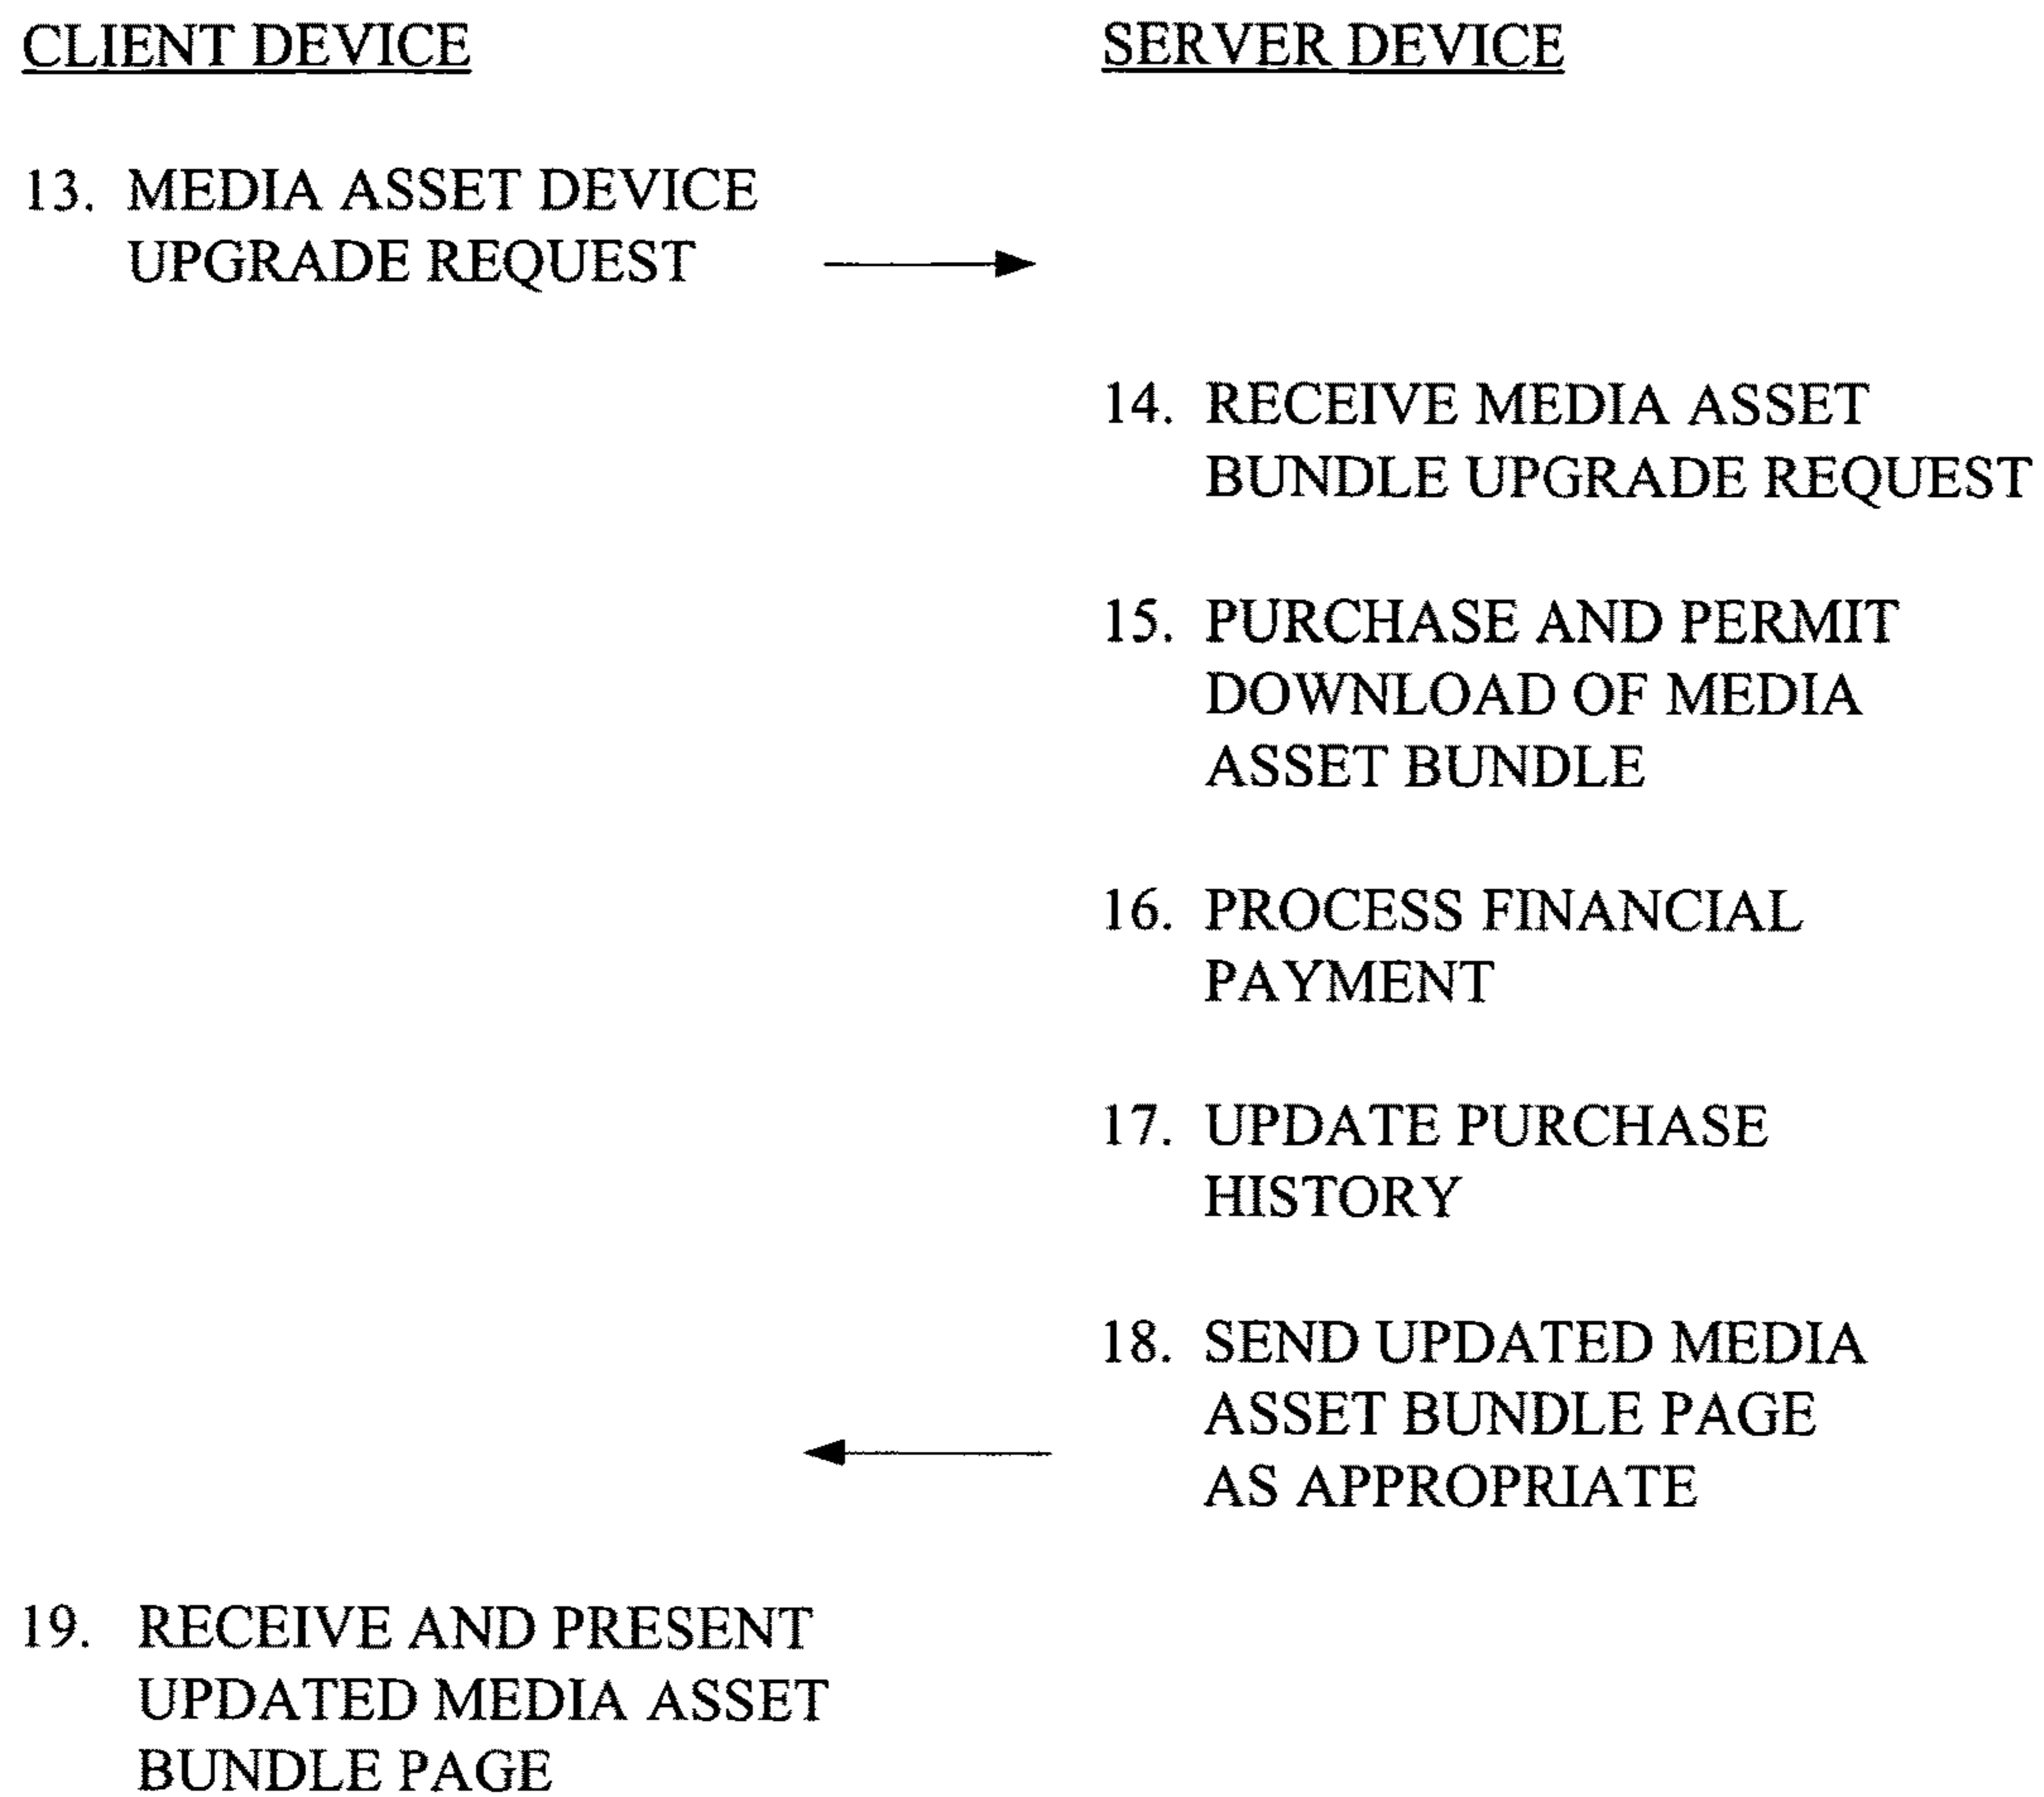 CLIENT DEVICE
SERVER DEVICE
13. MEDIA ASSET DEVICE
UPGRADE REQUEST
14. RECEIVE MEDIA ASSET
BUNDLE UPGRADE REQUEST
15. PURCHASE AND PERMIT
DOWNLOAD OF MEDIA
ASSET BUNDLE
16. PROCESS FINANCIAL
PAYMENT
17. UPDATE PURCHASE
HISTORY
18. SEND UPDATED MEDIA
ASSET BUNDLE PAGE
AS APPROPRIATE
19. RECEIVE AND PRESENT
UPDATED MEDIA ASSET
BUNDLE PAGE